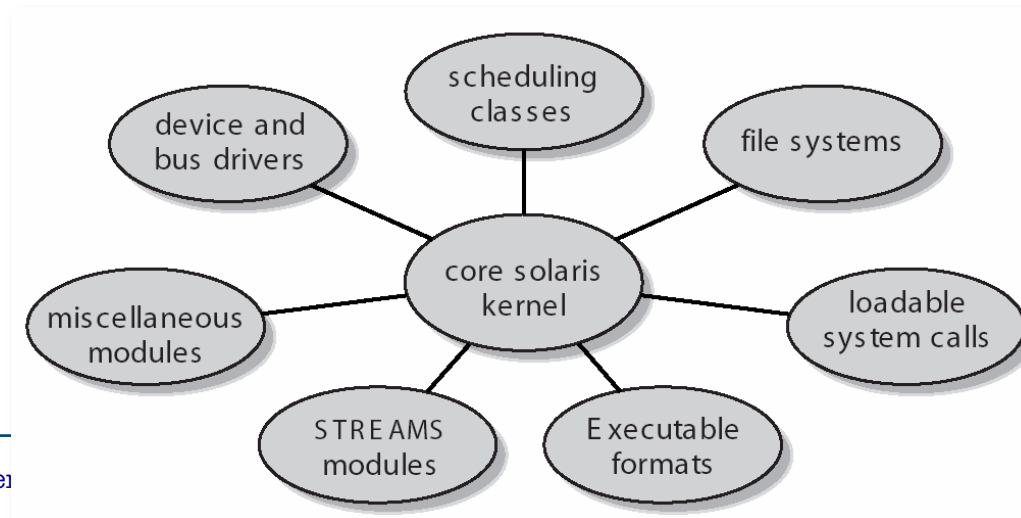 scheduling
classes
device and
bus drivers
file systems
core solaris
kernel
loadable
system calls
miscellaneous
modules
STREAMS
modules
Executable
formats